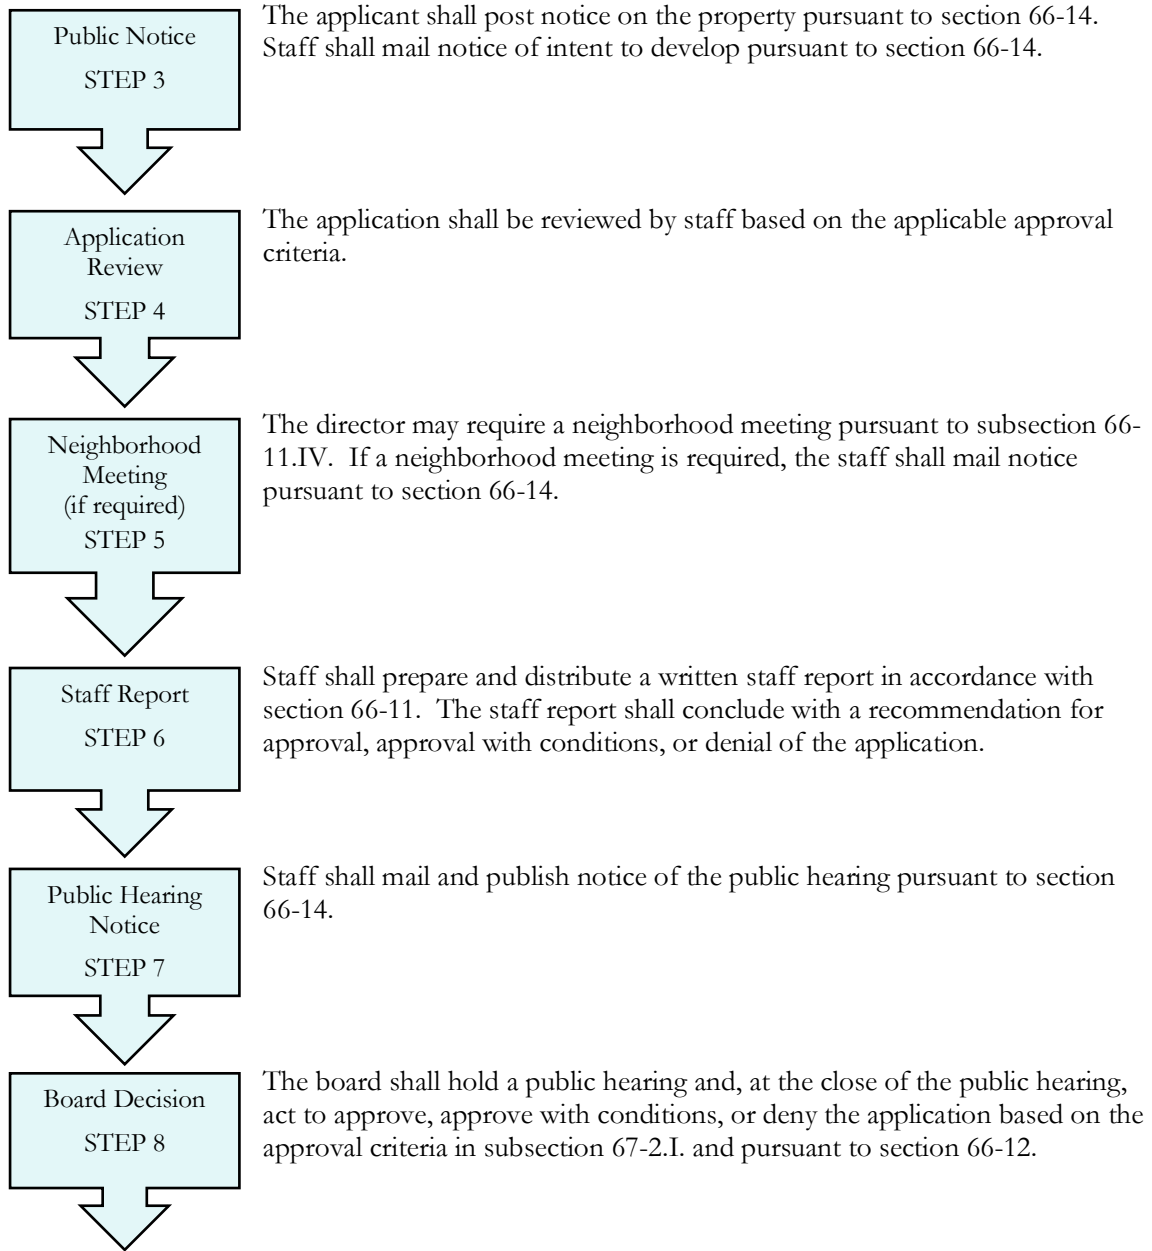 Public Notice
STEP 3
The applicant shall post notice on the property pursuant to section 66-14.
Staff shall mail notice of intent to develop pursuant to section 66-14.
Application
Review
STEP 4
The application shall be reviewed by staff based on the applicable approval
criteria.
Neighborhood
Meeting
(if required)
STEP 5
The director may require a neighborhood meeting pursuant to subsection 66-
11.IV.  If a neighborhood meeting is required, the staff shall mail notice
pursuant to section 66-14.
Staff Report
STEP 6
Staff shall prepare and distribute a written staff report in accordance with
section 66-11.  The staff report shall conclude with a recommendation for
approval, approval with conditions, or denial of the application.
Public Hearing
Notice
STEP 7
Staff shall mail and publish notice of the public hearing pursuant to section
66-14.
Board Decision
STEP 8
The board shall hold a public hearing and, at the close of the public hearing,
act to approve, approve with conditions, or deny the application based on the
approval criteria in subsection 67-2.I. and pursuant to section 66-12.